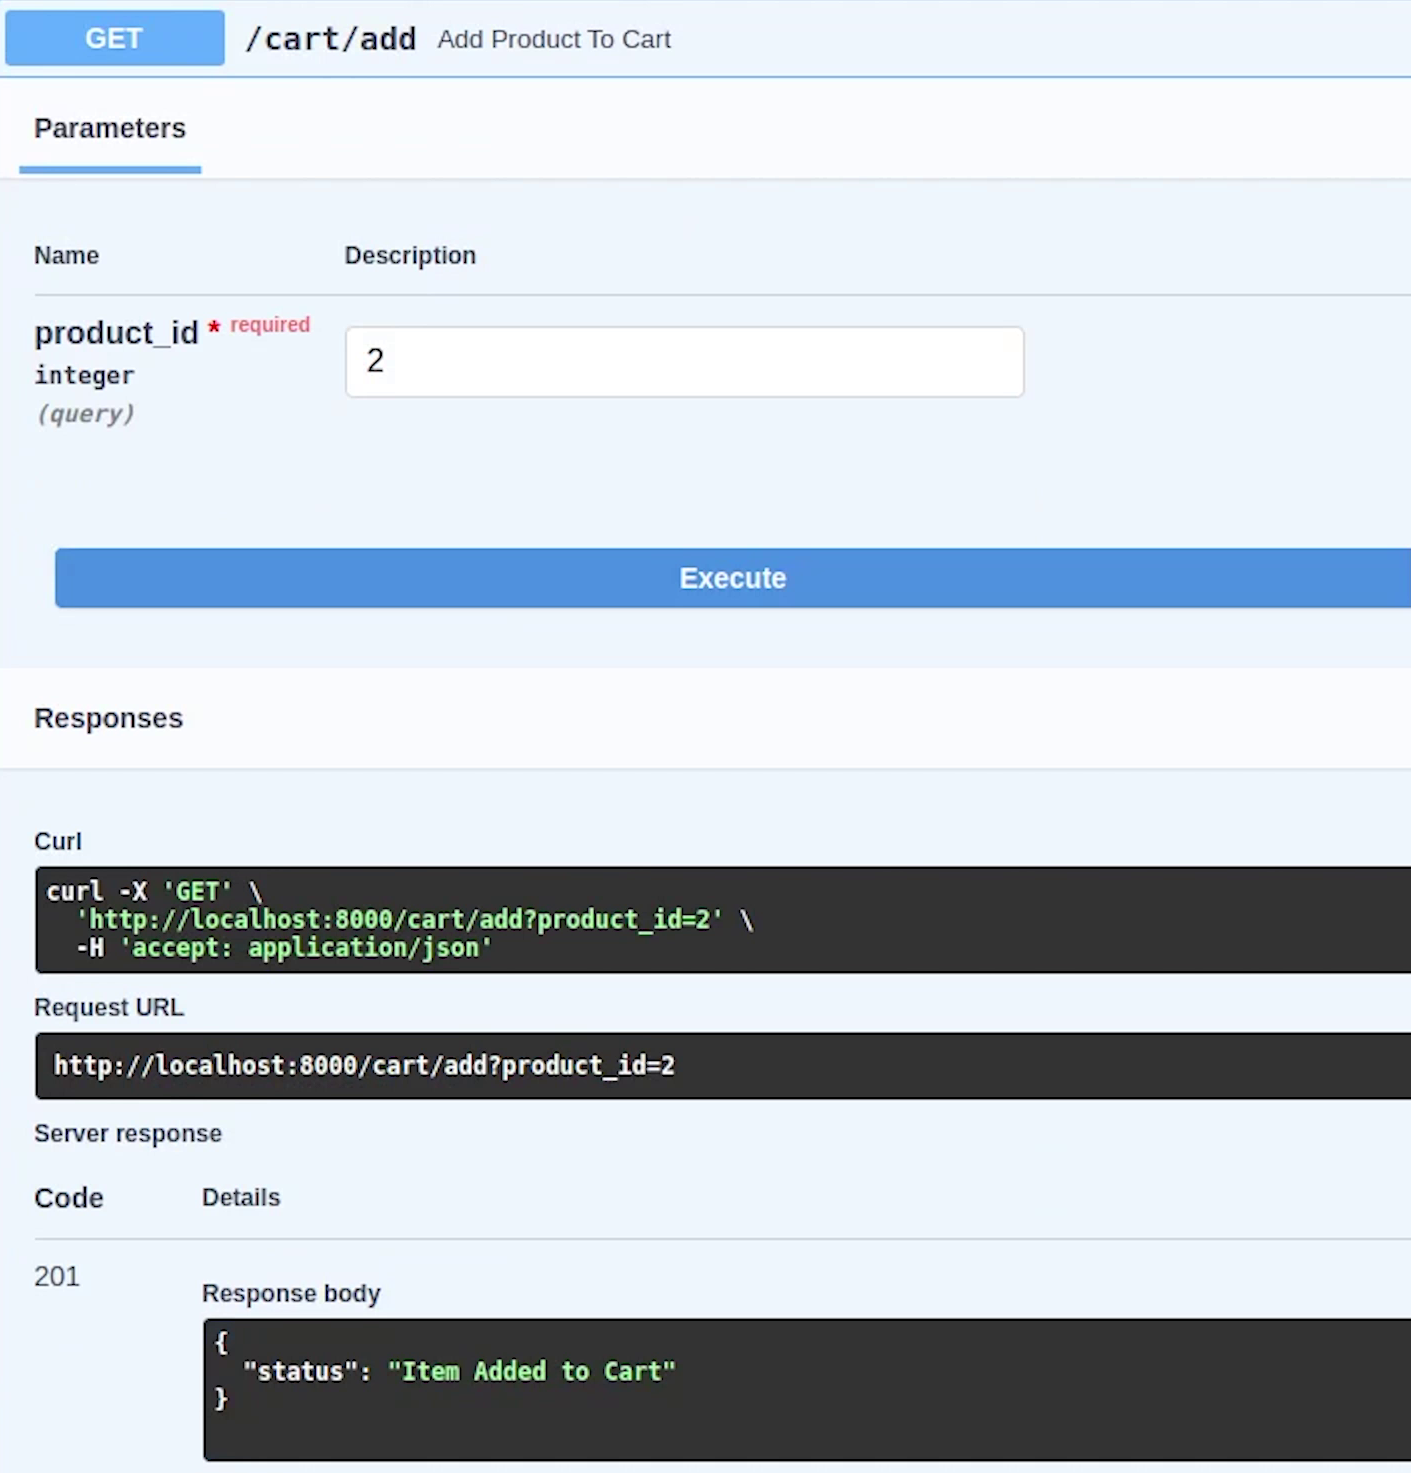 GET /cart/add Add Product To Cart
Parameters
Name Description
product_id * required
integer
(query)
2
Execute
Responses
Curl
curl -X 'GET' \
  'http://localhost:8000/cart/add?product_id=2' \
  -H 'accept: application/json'
Request URL
http://localhost:8000/cart/add?product_id=2
Server response
Code Details
201
Response body
{
  "status": "Item Added to Cart"
}